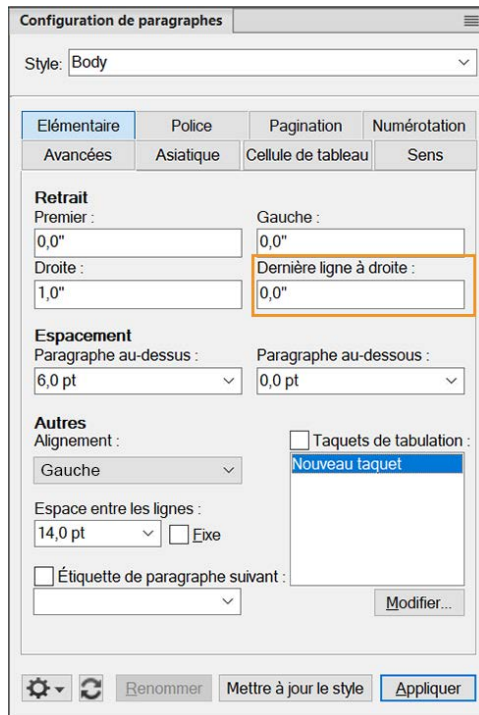 Configuration de paragraphes
Style: Body
Elémentaire Police Pagination Numérotation
Avancées Asiatique Cellule de tableau Sens
Retrait
Premier : Gauche :
0,0" 0,0"
Droite : Dernière ligne à droite :
1,0" 0,0"
Espacement
Paragraphe au-dessus : Paragraphe au-dessous :
6,0 pt 0,0 pt
Autres
Alignement : Taquets de tabulation :
Gauche Nouveau taquet
Espace entre les lignes :
14,0 pt Fixe
Étiquette de paragraphe suivant :
Modifier...
Renommer Mettre à jour le style Appliquer